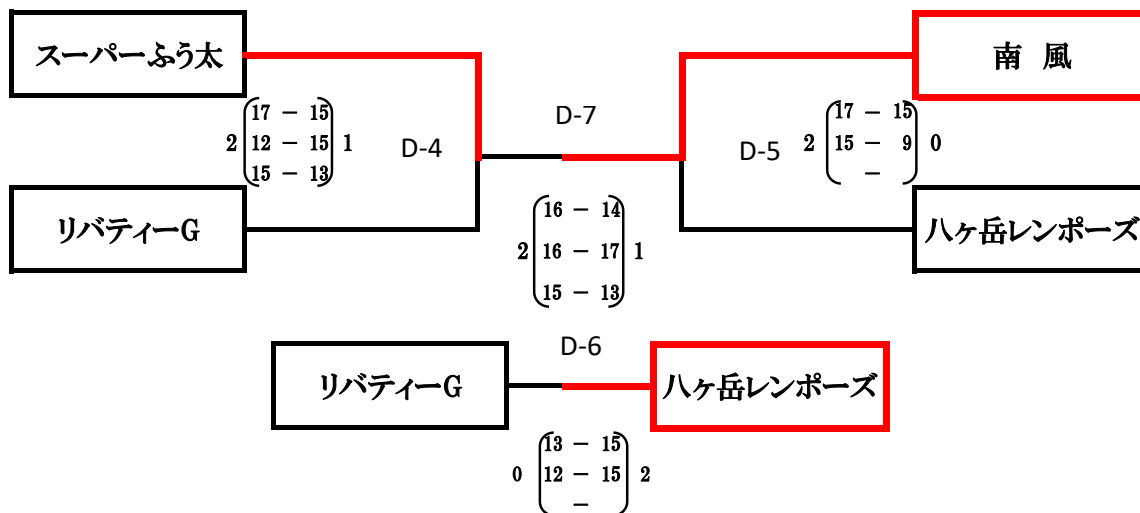 スーパーふう太
南 風
D-7
17 - 15
2 12 - 15 1
15 - 13
D-4
D-5
17 - 15
2 15 - 9 0
-
リバティーG
八ヶ岳レンポーズ
16 - 14
2 16 - 17 1
15 - 13
D-6
リバティーG
八ヶ岳レンポーズ
13 - 15
0 12 - 15 2
-